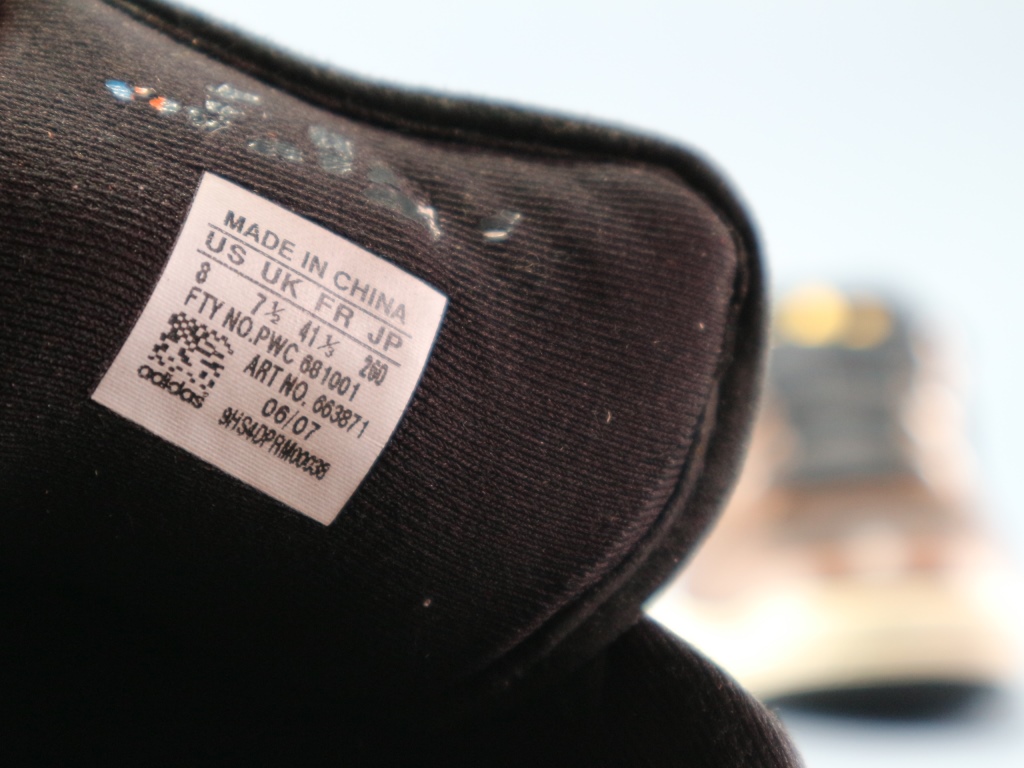 MADE IN CHINA
US UK FR JP
8 7½ 41⅓ 260
FTY NO.PWC 681001
ART NO. 663871
adidas
06/07
9HS4DPRM00038